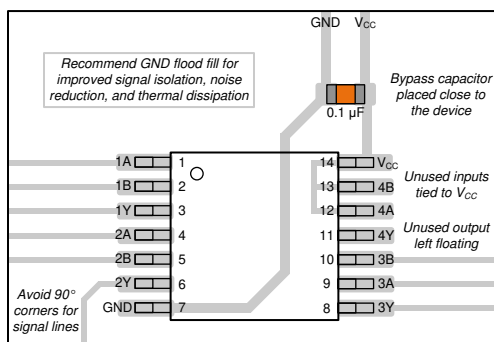 GND VCC
Recommend GND flood fill for
improved signal isolation, noise
reduction, and thermal dissipation
Bypass capacitor
placed close to
the device
0.1 µF
1A 1 14 VCC
1B 2 13 4B
1Y 3 12 4A
2A 4 11 4Y
2B 5 10 3B
2Y 6 9 3A
GND 7 8 3Y
Unused inputs
tied to VCC
Unused output
left floating
Avoid 90°
corners for
signal lines